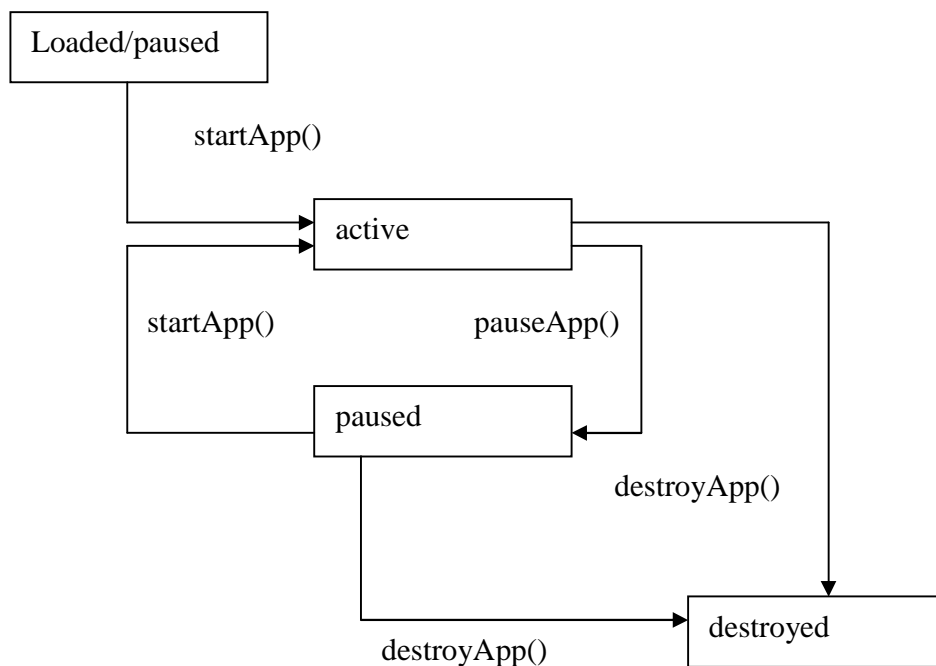 Loaded/paused
startApp()
active
startApp()
pauseApp()
paused
destroyApp()
destroyed
destroyApp()